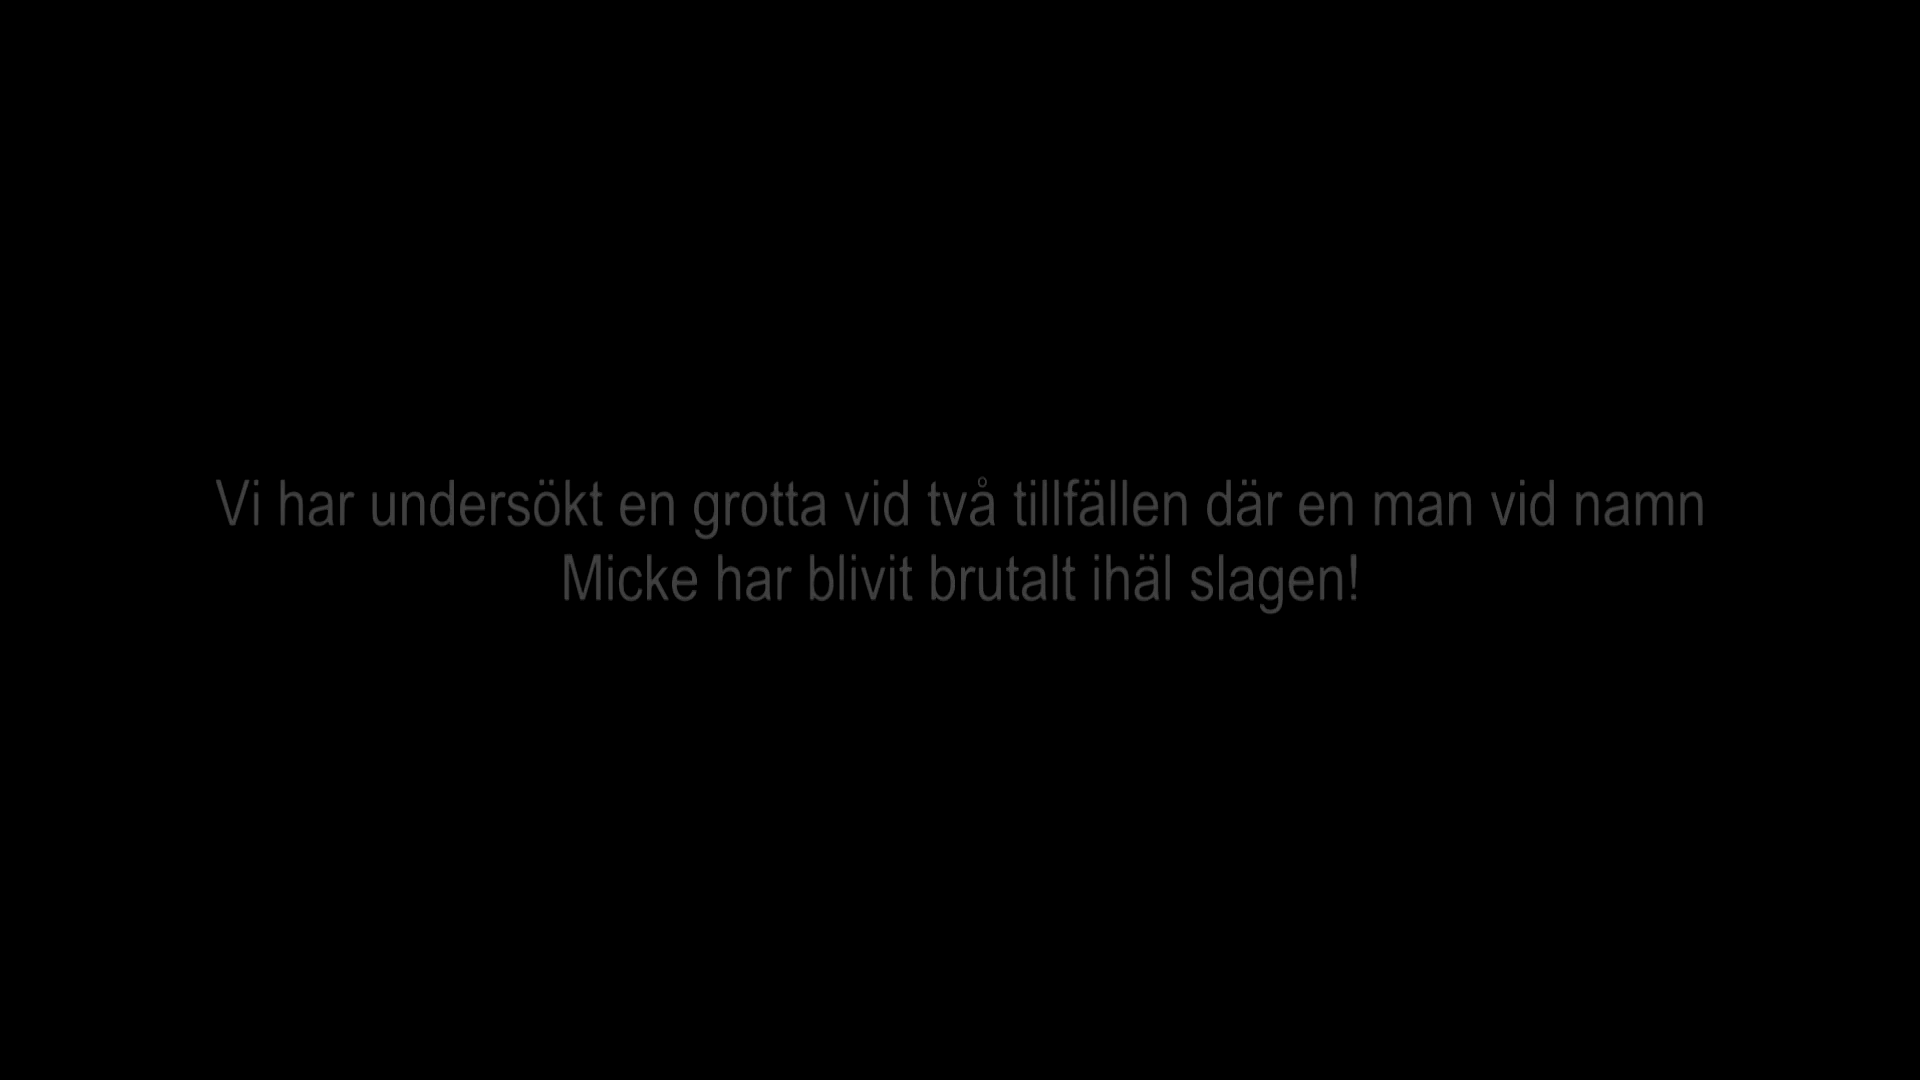 Vi har undersökt en grotta vid två tillfällen där en man vid namn
Micke har blivit brutalt ihäl slagen!